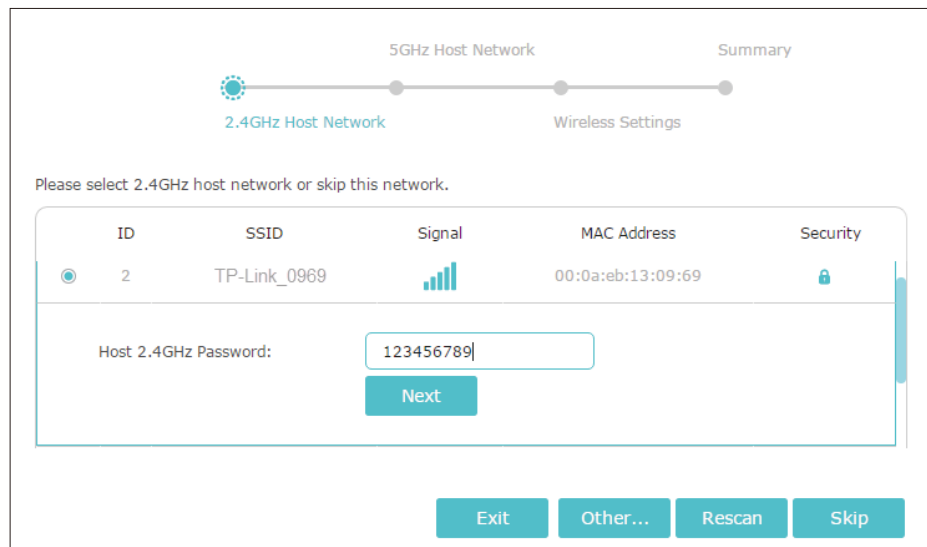 5GHz Host Network Summary
2.4GHz Host Network Wireless Settings
Please select 2.4GHz host network or skip this network.
ID SSID Signal MAC Address Security
2 TP-Link_0969 00:0a:eb:13:09:69
Host 2.4GHz Password: 123456789
Next
Exit Other... Rescan Skip